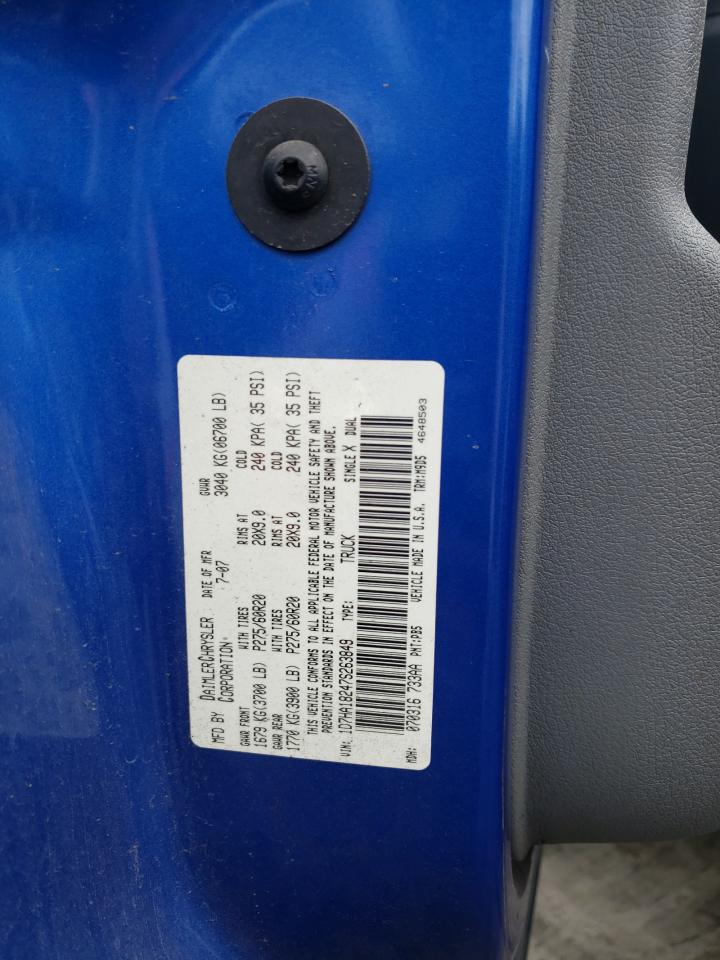 MFD BY DAIMLERCHRYSLER CORPORATION DATE OF MFR 7-07 GVWR 3040 KG(06700 LB)
GAWR FRONT WITH TIRES RIMS AT COLD
1679 KG(3700 LB) P275/60R20 20X9.0 240 KPA( 35 PSI)
GAWR REAR WITH TIRES RIMS AT COLD
1770 KG(3900 LB) P275/60R20 20X9.0 240 KPA( 35 PSI)
THIS VEHICLE CONFORMS TO ALL APPLICABLE FEDERAL MOTOR VEHICLE SAFETY AND THEFT
PREVENTION STANDARDS IN EFFECT ON THE DATE OF MANUFACTURE SHOWN ABOVE.
VIN: 1D7HA18247S263849 TYPE: TRUCK SINGLE X DUAL
MDH: 070316 733AA PNT:PB5 VEHICLE MADE IN U.S.A. TRM:M9D5 4648503